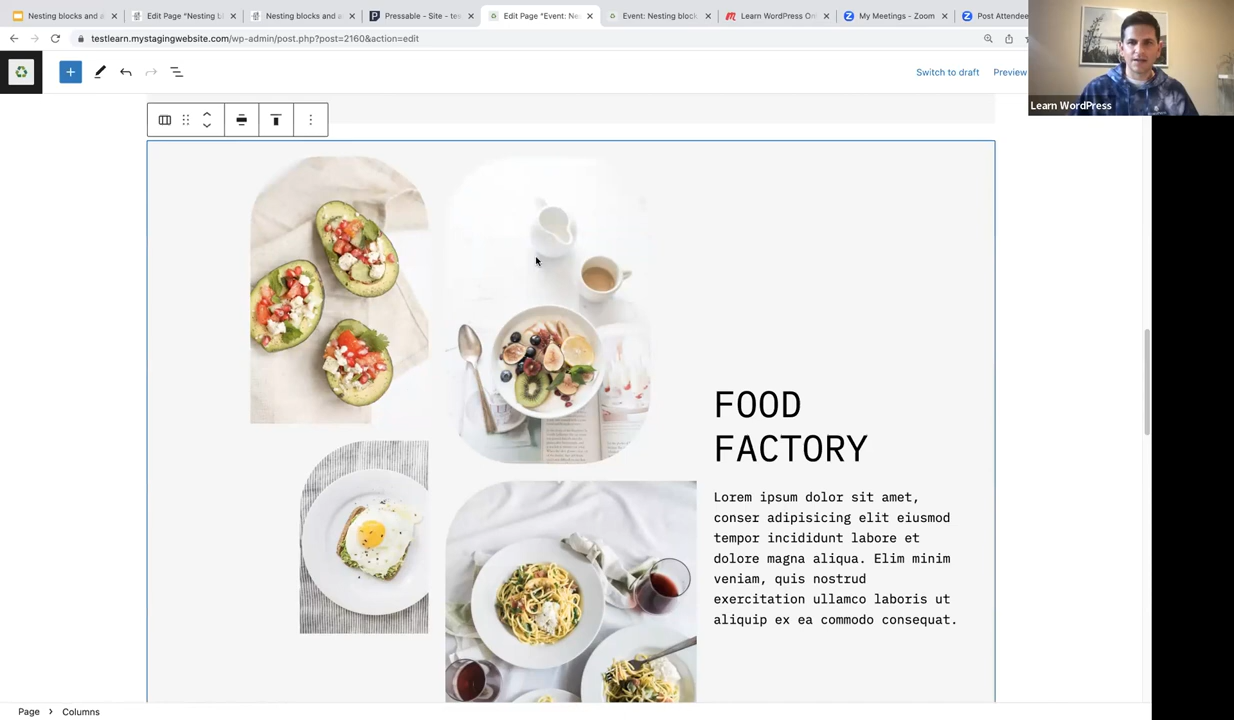 Nesting blocks and a
Edit Page "Nesting Bl
Nesting blocks and a
Pressable - Site - tes
Edit Page "Event: Ne
Event: Nesting block
Learn WordPress On
My Meetings - Zoom
Post Attendee
testlearn.mystagingwebsite.com/wp-admin/post.php?post=2160&action=edit
Switch to draft
Preview
Learn WordPress
FOOD
FACTORY
Lorem ipsum dolor sit amet,
conser adipisicing elit eiusmod
tempor incididunt labore et
dolore magna aliqua. Elim minim
veniam, quis nostrud
exercitation ullamco laboris ut
aliquip ex ea commodo consequat.
Page > Columns